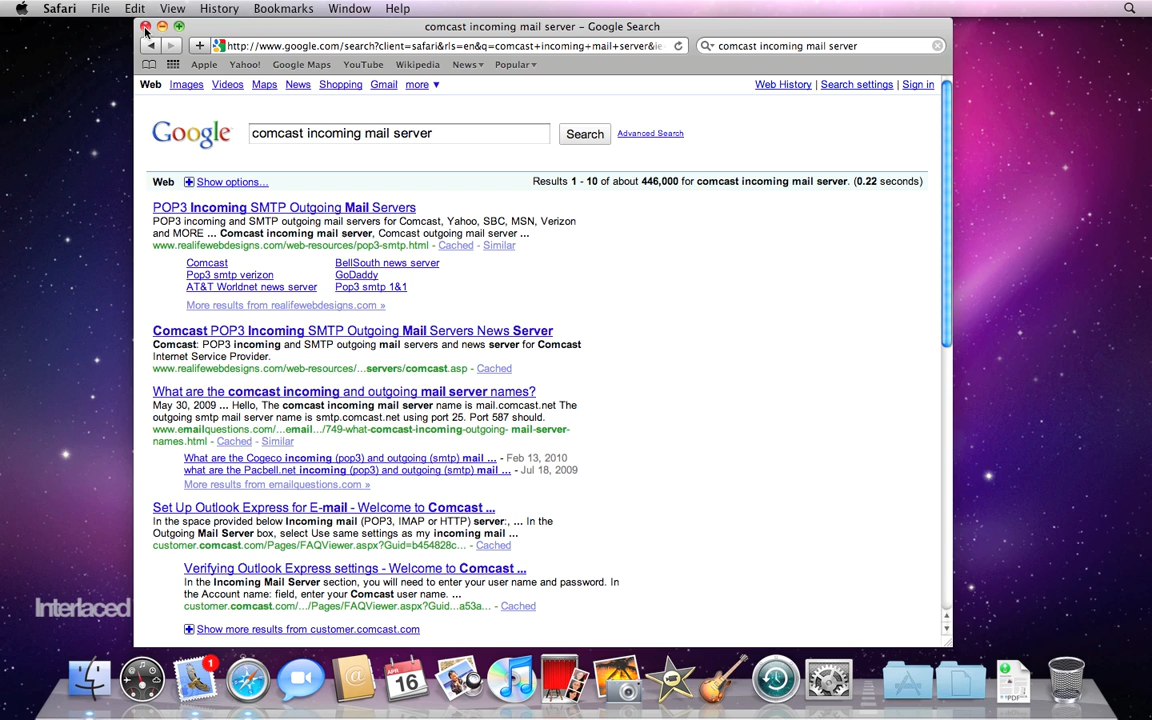 Safari File Edit View History Bookmarks Window Help
comcast incoming mail server – Google Search
http://www.google.com/search?client=safari&rls=en&q=comcast+incoming+mail+server&ie
comcast incoming mail server
Apple Yahoo! Google Maps YouTube Wikipedia News▾ Popular▾
Web Images Videos Maps News Shopping Gmail more ▼
Web History | Search settings | Sign in
Google
comcast incoming mail server
Search
Advanced Search
Web Show options...
Results 1 - 10 of about 446,000 for comcast incoming mail server. (0.22 seconds)
POP3 Incoming SMTP Outgoing Mail Servers
POP3 incoming and SMTP outgoing mail servers for Comcast, Yahoo, SBC, MSN, Verizon
and MORE ... Comcast incoming mail server, Comcast outgoing mail server ...
www.realifewebdesigns.com/web-resources/pop3-smtp.html - Cached - Similar
Comcast BellSouth news server
Pop3 smtp verizon GoDaddy
AT&T Worldnet news server Pop3 smtp 1&1
More results from realifewebdesigns.com »
Comcast POP3 Incoming SMTP Outgoing Mail Servers News Server
Comcast: POP3 incoming and SMTP outgoing mail servers and news server for Comcast
Internet Service Provider.
www.realifewebdesigns.com/web-resources/...servers/comcast.asp - Cached
What are the comcast incoming and outgoing mail server names?
May 30, 2009 ... Hello, The comcast incoming mail server name is mail.comcast.net The
outgoing smtp mail server name is smtp.comcast.net using port 25. Port 587 should.
www.emailquestions.com/...email.../749-what-comcast-incoming-outgoing- mail-server-
names.html - Cached - Similar
What are the Cogeco incoming (pop) and outgoing (smtp) mail ... - Feb 13, 2010
what are the Pacbell.net incoming (pop3) and outgoing (smtp) mail ... - Jul 18, 2009
More results from emailquestions.com »
Set Up Outlook Express for E-mail - Welcome to Comcast ...
In the space provided below Incoming mail (POP3, IMAP or HTTP) server:, ... In the
Outgoing Mail Server box, select Use same settings as my incoming mail ...
customer.comcast.com/Pages/FAQViewer.aspx?Guid=b454828c... - Cached
Verifying Outlook Express settings - Welcome to Comcast ...
In the Incoming Mail Server section, you will need to enter your user name and password. In
the Account name: field, enter your Comcast user name. ...
customer.comcast.com/.../Pages/FAQViewer.aspx?Guid...a53a... - Cached
Show more results from customer.comcast.com
Interlaced
1
APR
16
PDF